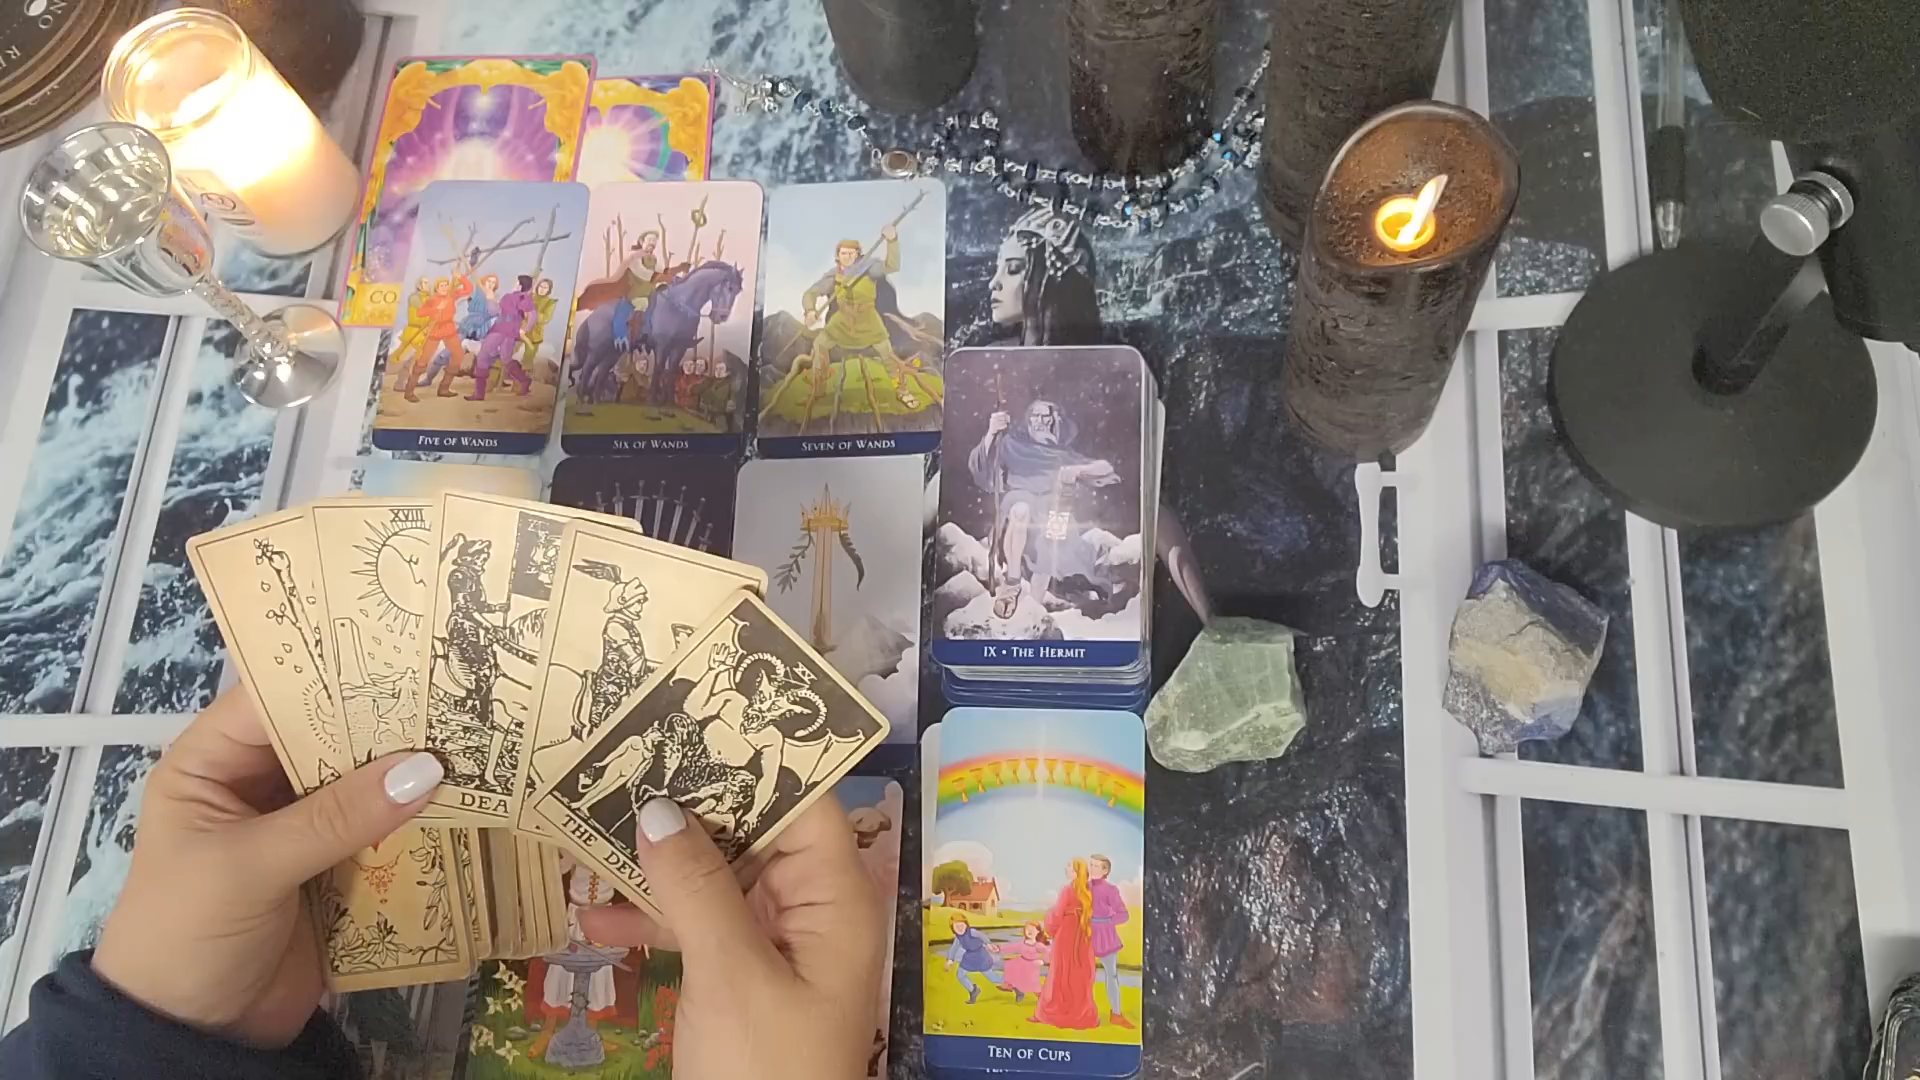 CO
FIVE OF WANDS
SIX OF WANDS
SEVEN OF WANDS
XVIII
IX • THE HERMIT
DEA
THE DEVIL
TEN OF CUPS